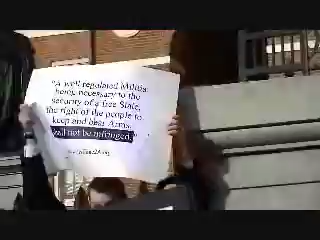 "A well regulated Militia
being necessary to the
security of a free State,
the right of the people to
keep and bear Arms,
will not be infringed."